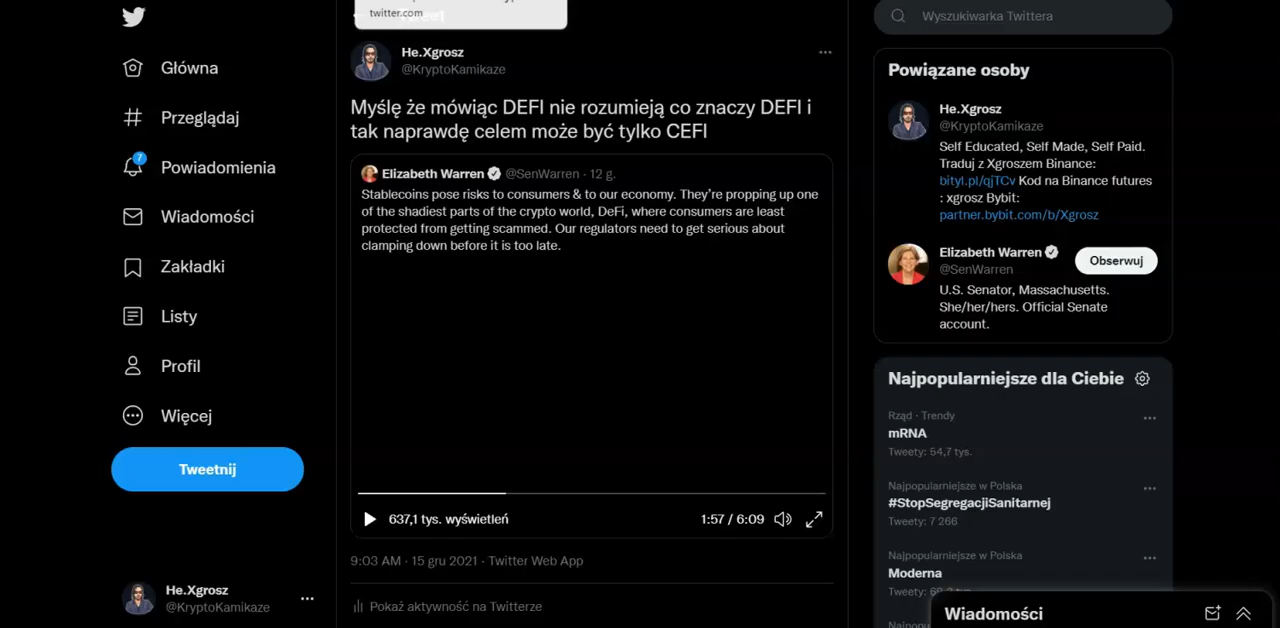 twitter.com
Główna
Przeglądaj
7
Powiadomienia
Wiadomości
Zakładki
Listy
Profil
Więcej
Tweetnij
He.Xgrosz
@KryptoKamikaze
He.Xgrosz
@KryptoKamikaze
Myślę że mówiąc DEFI nie rozumieją co znaczy DEFI i
tak naprawdę celem może być tylko CEFI
Elizabeth Warren @SenWarren · 12 g.
Stablecoins pose risks to consumers & to our economy. They're propping up one
of the shadiest parts of the crypto world, DeFi, where consumers are least
protected from getting scammed. Our regulators need to get serious about
clamping down before it is too late.
637,1 tys. wyświetleń
1:57 / 6:09
9:03 AM · 15 gru 2021 · Twitter Web App
Pokaż aktywność na Twitterze
Wyszukiwarka Twittera
Powiązane osoby
He.Xgrosz
@KryptoKamikaze
Self Educated, Self Made, Self Paid.
Traduj z Xgroszem Binance:
bityl.pl/qjTCv Kod na Binance futures
: xgrosz Bybit:
partner.bybit.com/b/Xgrosz
Elizabeth Warren
@SenWarren
Obserwuj
U.S. Senator, Massachusetts.
She/her/hers. Official Senate
account.
Najpopularniejsze dla Ciebie
Rząd · Trendy
mRNA
Tweety: 54,7 tys.
Najpopularniejsze w Polska
#StopSegregacjiSanitarnej
Tweety: 7 266
Najpopularniejsze w Polska
Moderna
Tweety:
Wiadomości